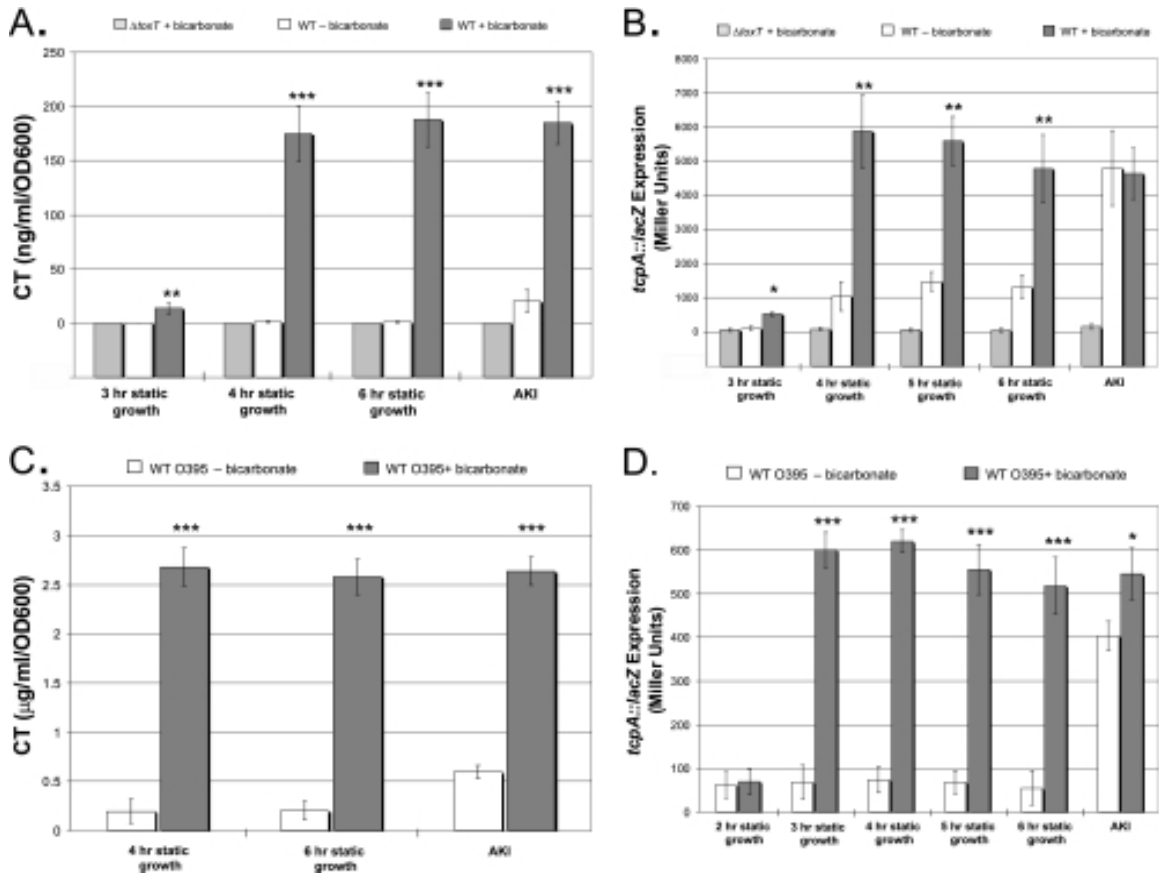 A.
ΔtoxT + bicarbonate WT – bicarbonate WT + bicarbonate
CT (ng/ml/OD600)
250
200
150
100
50
0
** *** *** ***
3 hr static growth
4 hr static growth
6 hr static growth
AKI
B.
ΔtoxT + bicarbonate WT – bicarbonate WT + bicarbonate
tcpA::lacZ Expression
(Miller Units)
8000
7000
6000
5000
4000
3000
2000
1000
0
* ** ** **
3 hr static growth
4 hr static growth
5 hr static growth
6 hr static growth
AKI
C.
WT O395 – bicarbonate WT O395+ bicarbonate
CT (μg/ml/OD600)
3.5
3
2.5
2
1.5
1
0.5
0
*** *** ***
4 hr static growth
6 hr static growth
AKI
D.
WT O395 – bicarbonate WT O395+ bicarbonate
tcpA::lacZ Expression
(Miller Units)
700
600
500
400
300
200
100
0
*** *** *** *** *
2 hr static growth
3 hr static growth
4 hr static growth
5 hr static growth
6 hr static growth
AKI